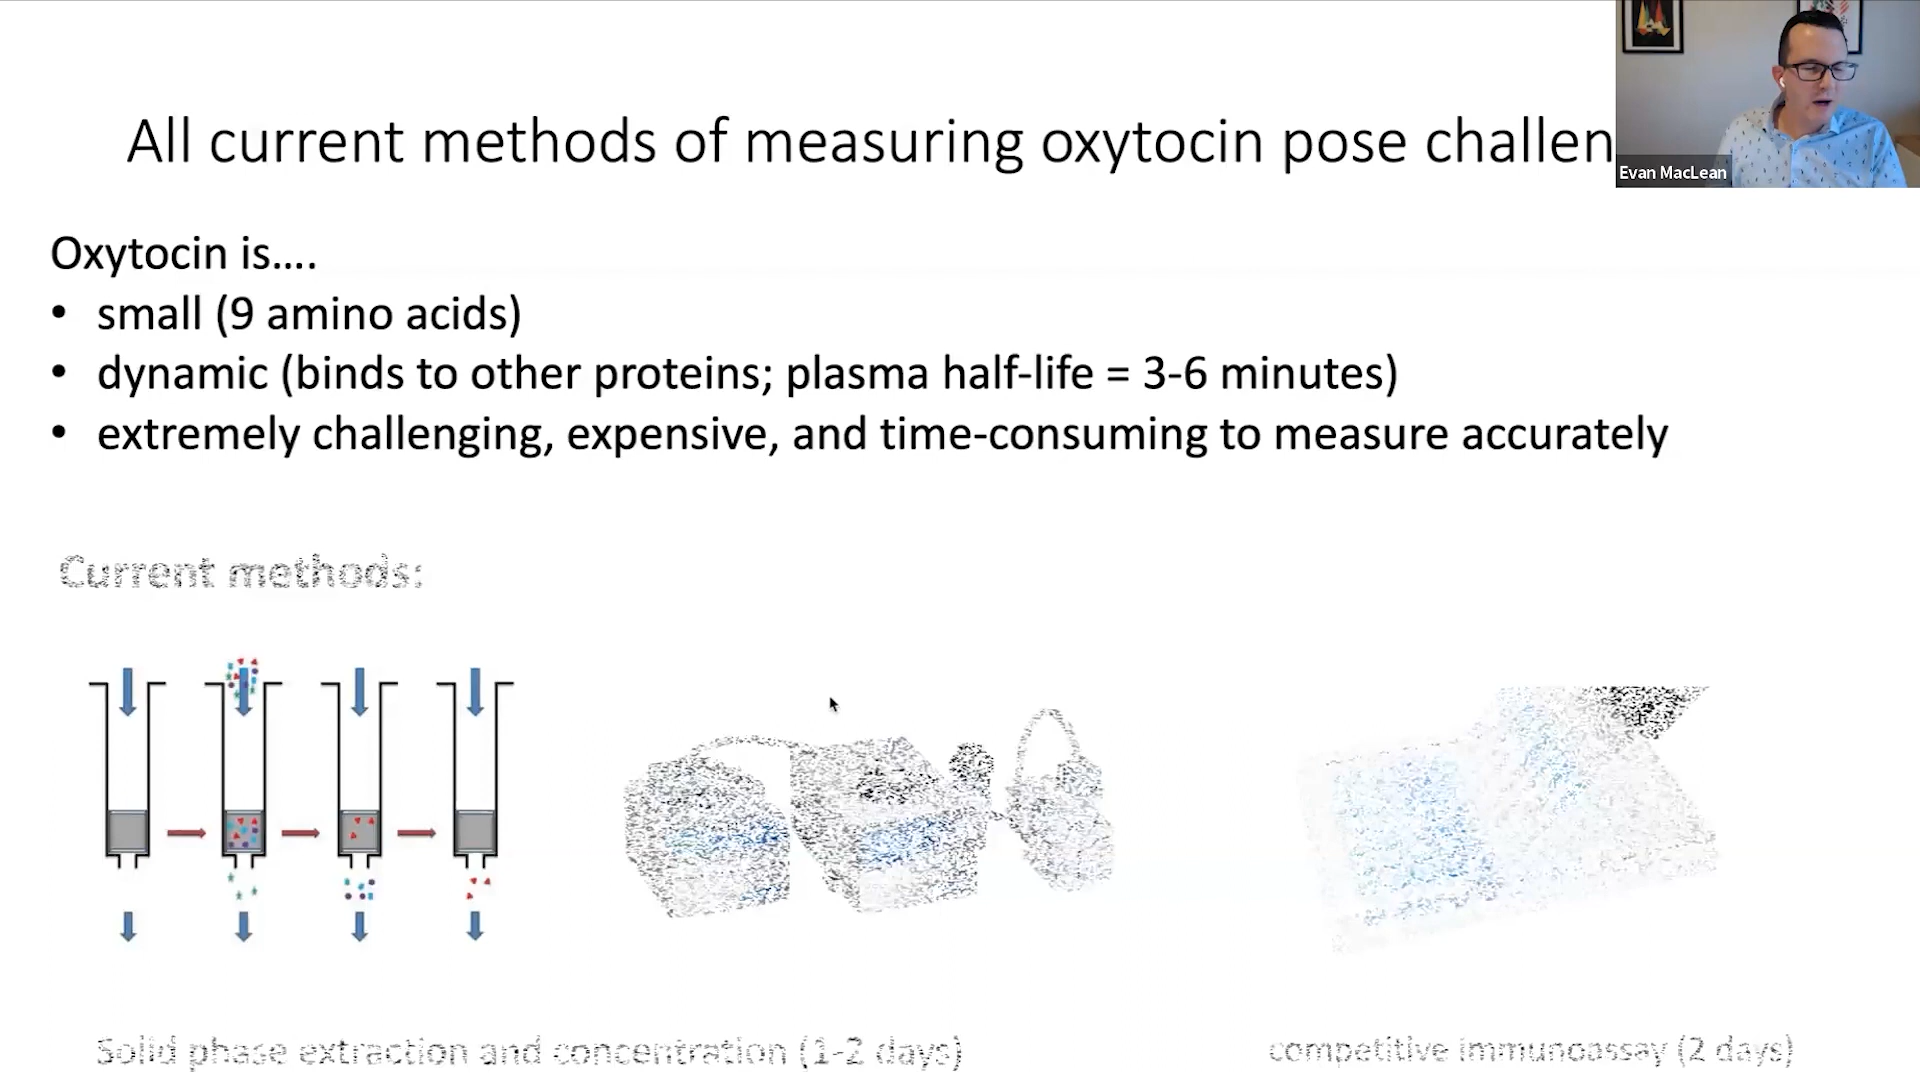 All current methods of measuring oxytocin pose challen
Evan MacLean
Oxytocin is....
• small (9 amino acids)
• dynamic (binds to other proteins; plasma half-life = 3-6 minutes)
• extremely challenging, expensive, and time-consuming to measure accurately
Current methods:
Solid phase extraction and concentration (1-2 days)
competitive immunoassay (2 days)